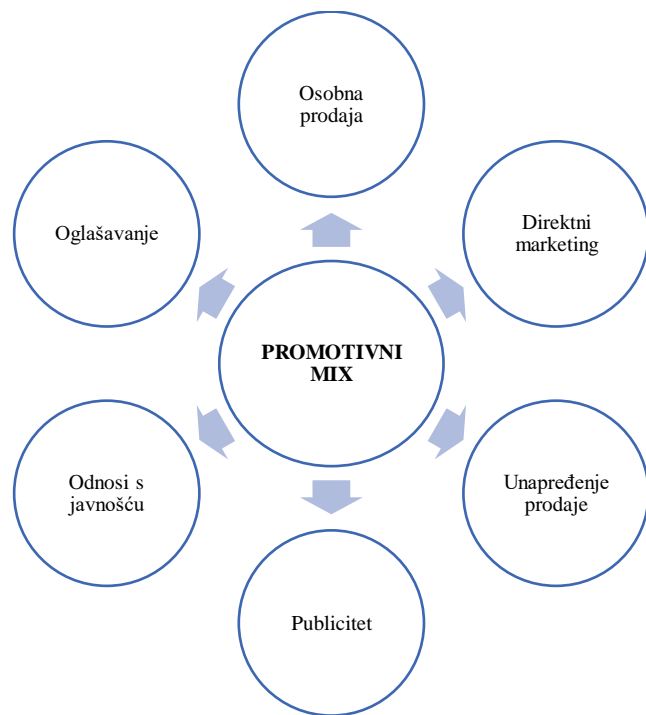 Osobna
prodaja
Oglašavanje
Direktni
marketing
PROMOTIVNI
MIX
Odnosi s
javnošću
Unapređenje
prodaje
Publicitet